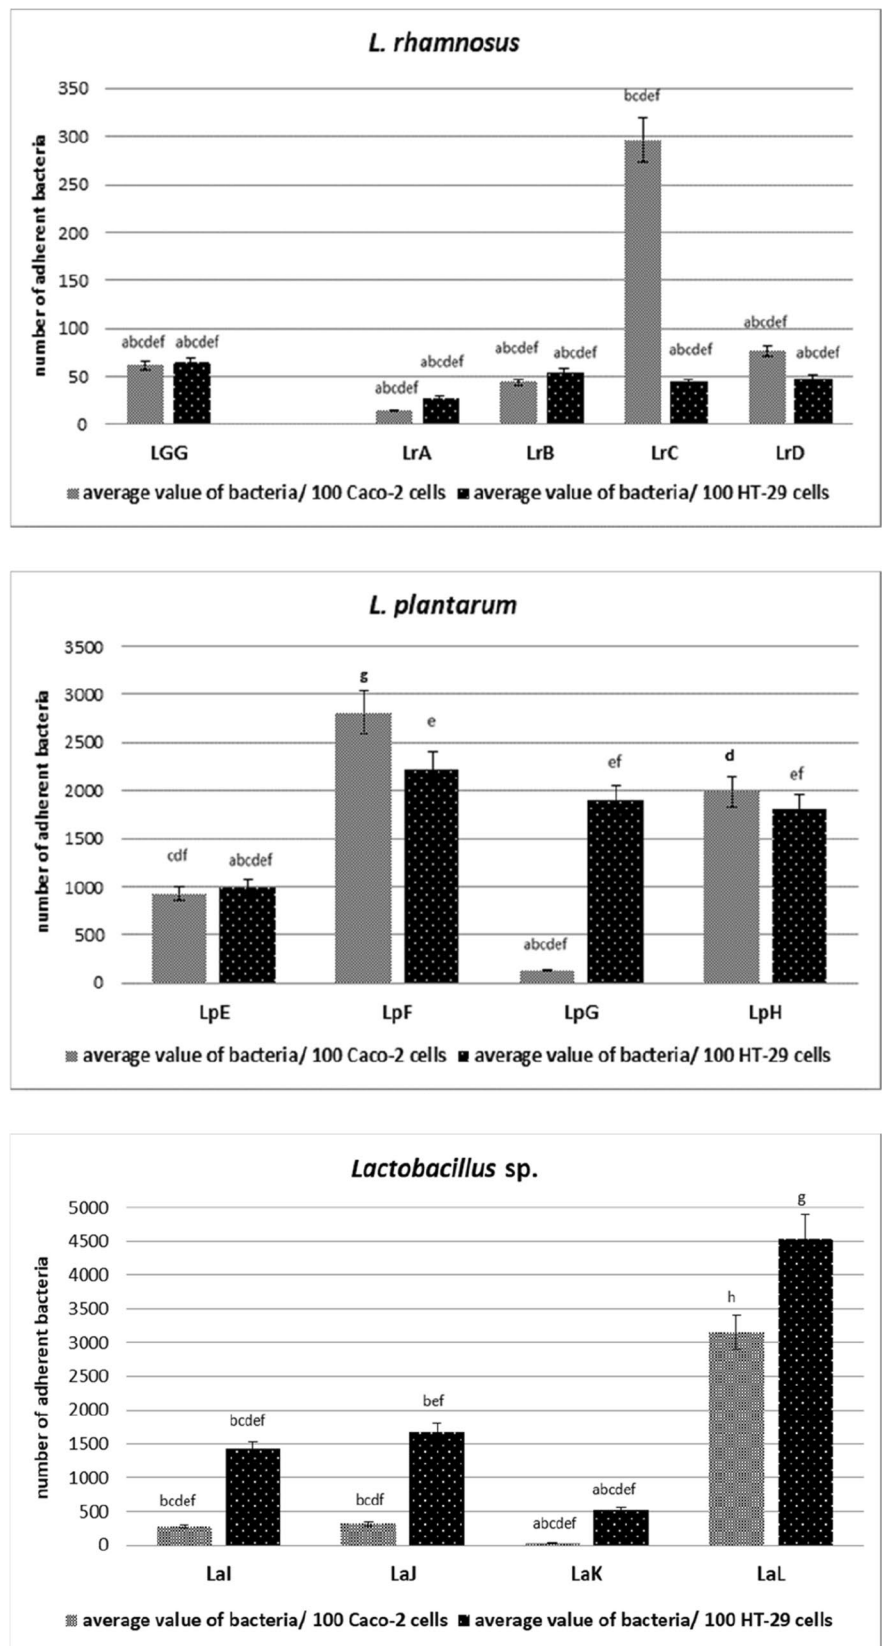 L. rhamnosus
number of adherent bacteria
350
300
250
200
150
100
50
0
abcdef abcdef
abcdef abcdef
abcdef abcdef
bcdef abcdef
abcdef abcdef
LGG LrA LrB LrC LrD
average value of bacteria/ 100 Caco-2 cells average value of bacteria/ 100 HT-29 cells
L. plantarum
number of adherent bacteria
3500
3000
2500
2000
1500
1000
500
0
cdf abcdef
g e
abcdef ef
d ef
LpE LpF LpG LpH
average value of bacteria/ 100 Caco-2 cells average value of bacteria/ 100 HT-29 cells
Lactobacillus sp.
number of adherent bacteria
5000
4500
4000
3500
3000
2500
2000
1500
1000
500
0
bcdef bcdef
bcdf bef
abcdef abcdef
h g
LaI LaJ LaK LaL
average value of bacteria/ 100 Caco-2 cells average value of bacteria/ 100 HT-29 cells